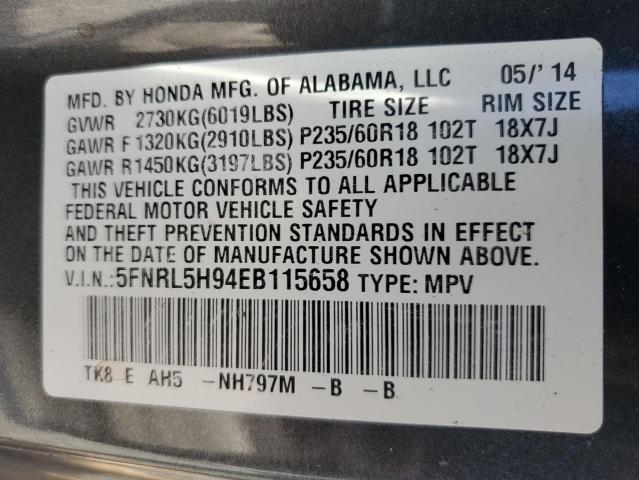 MFD. BY HONDA MFG. OF ALABAMA, LLC 05/' 14
GVWR 2730KG(6019LBS) TIRE SIZE RIM SIZE
GAWR F 1320KG(2910LBS) P235/60R18 102T 18X7J
GAWR R1450KG(3197LBS) P235/60R18 102T 18X7J
THIS VEHICLE CONFORMS TO ALL APPLICABLE
FEDERAL MOTOR VEHICLE SAFETY
AND THEFT PREVENTION STANDARDS IN EFFECT
ON THE DATE OF MANUFACTURE SHOWN ABOVE.
V.I.N.:5FNRL5H94EB115658 TYPE: MPV
TK8 E AH5 -NH797M -B -B